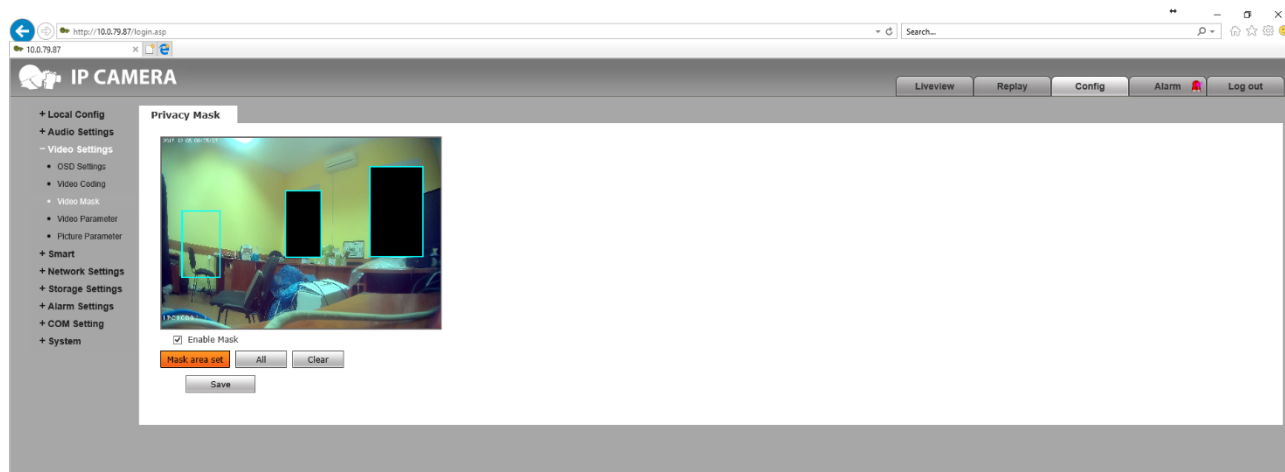 http://10.0.79.87/login.asp
Search...
10.0.79.87
IP CAMERA
Liveview Replay Config Alarm Log out
+ Local Config
Privacy Mask
+ Audio Settings
− Video Settings
• OSD Settings
• Video Coding
• Video Mask
• Video Parameter
• Picture Parameter
+ Smart
+ Network Settings
+ Storage Settings
+ Alarm Settings
+ COM Setting
+ System
Enable Mask
Mask area set All Clear
Save